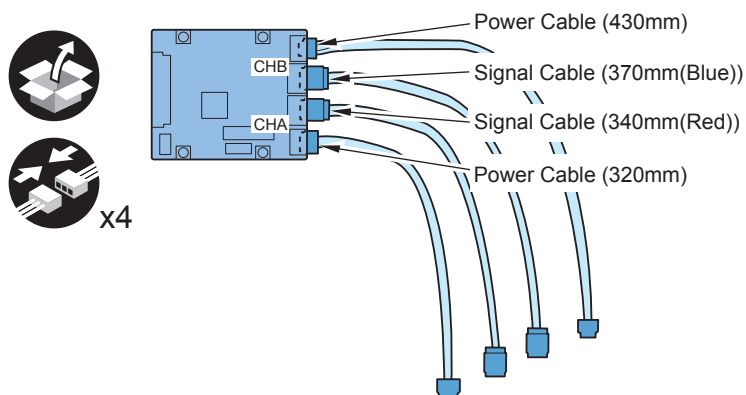 Power Cable (430mm)
CHB
Signal Cable (370mm(Blue))
Signal Cable (340mm(Red))
CHA
Power Cable (320mm)
x4